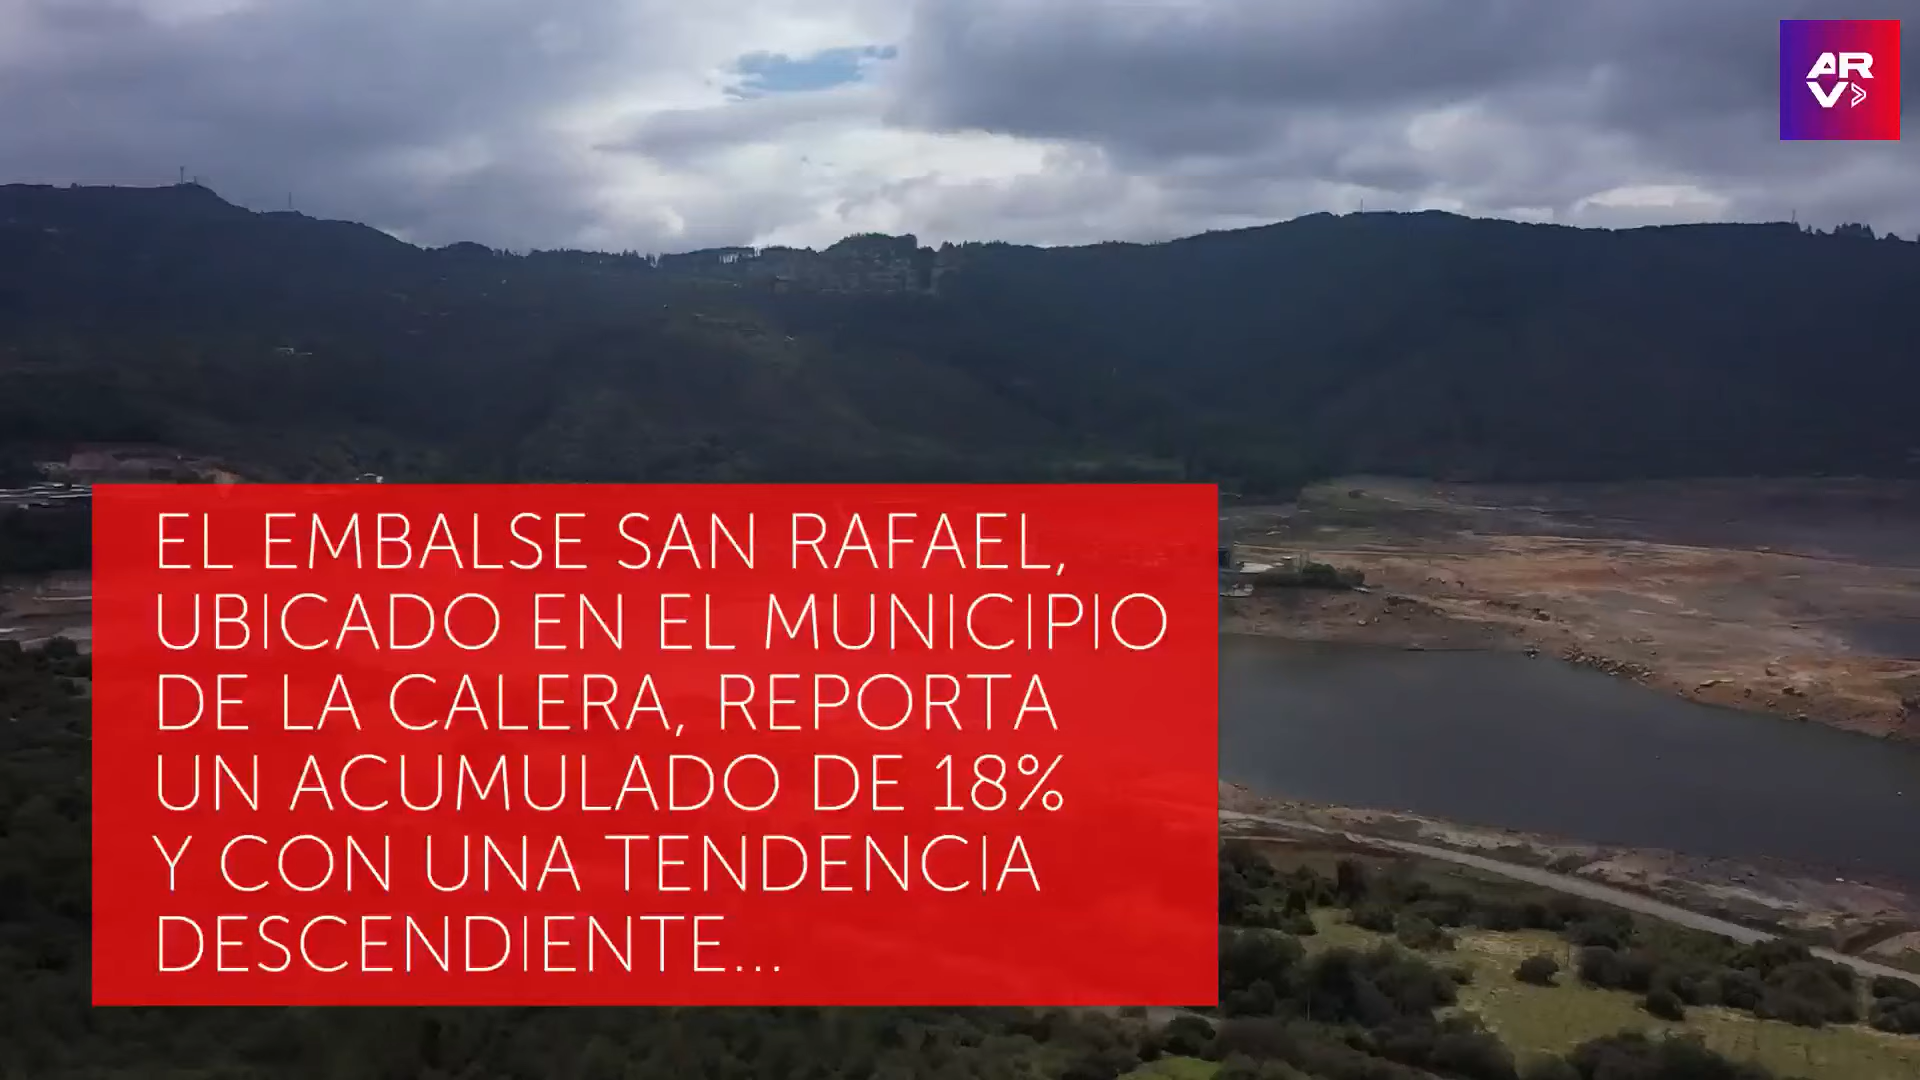 AR
V
EL EMBALSE SAN RAFAEL,
UBICADO EN EL MUNICIPIO
DE LA CALERA, REPORTA
UN ACUMULADO DE 18%
Y CON UNA TENDENCIA
DESCENDIENTE...